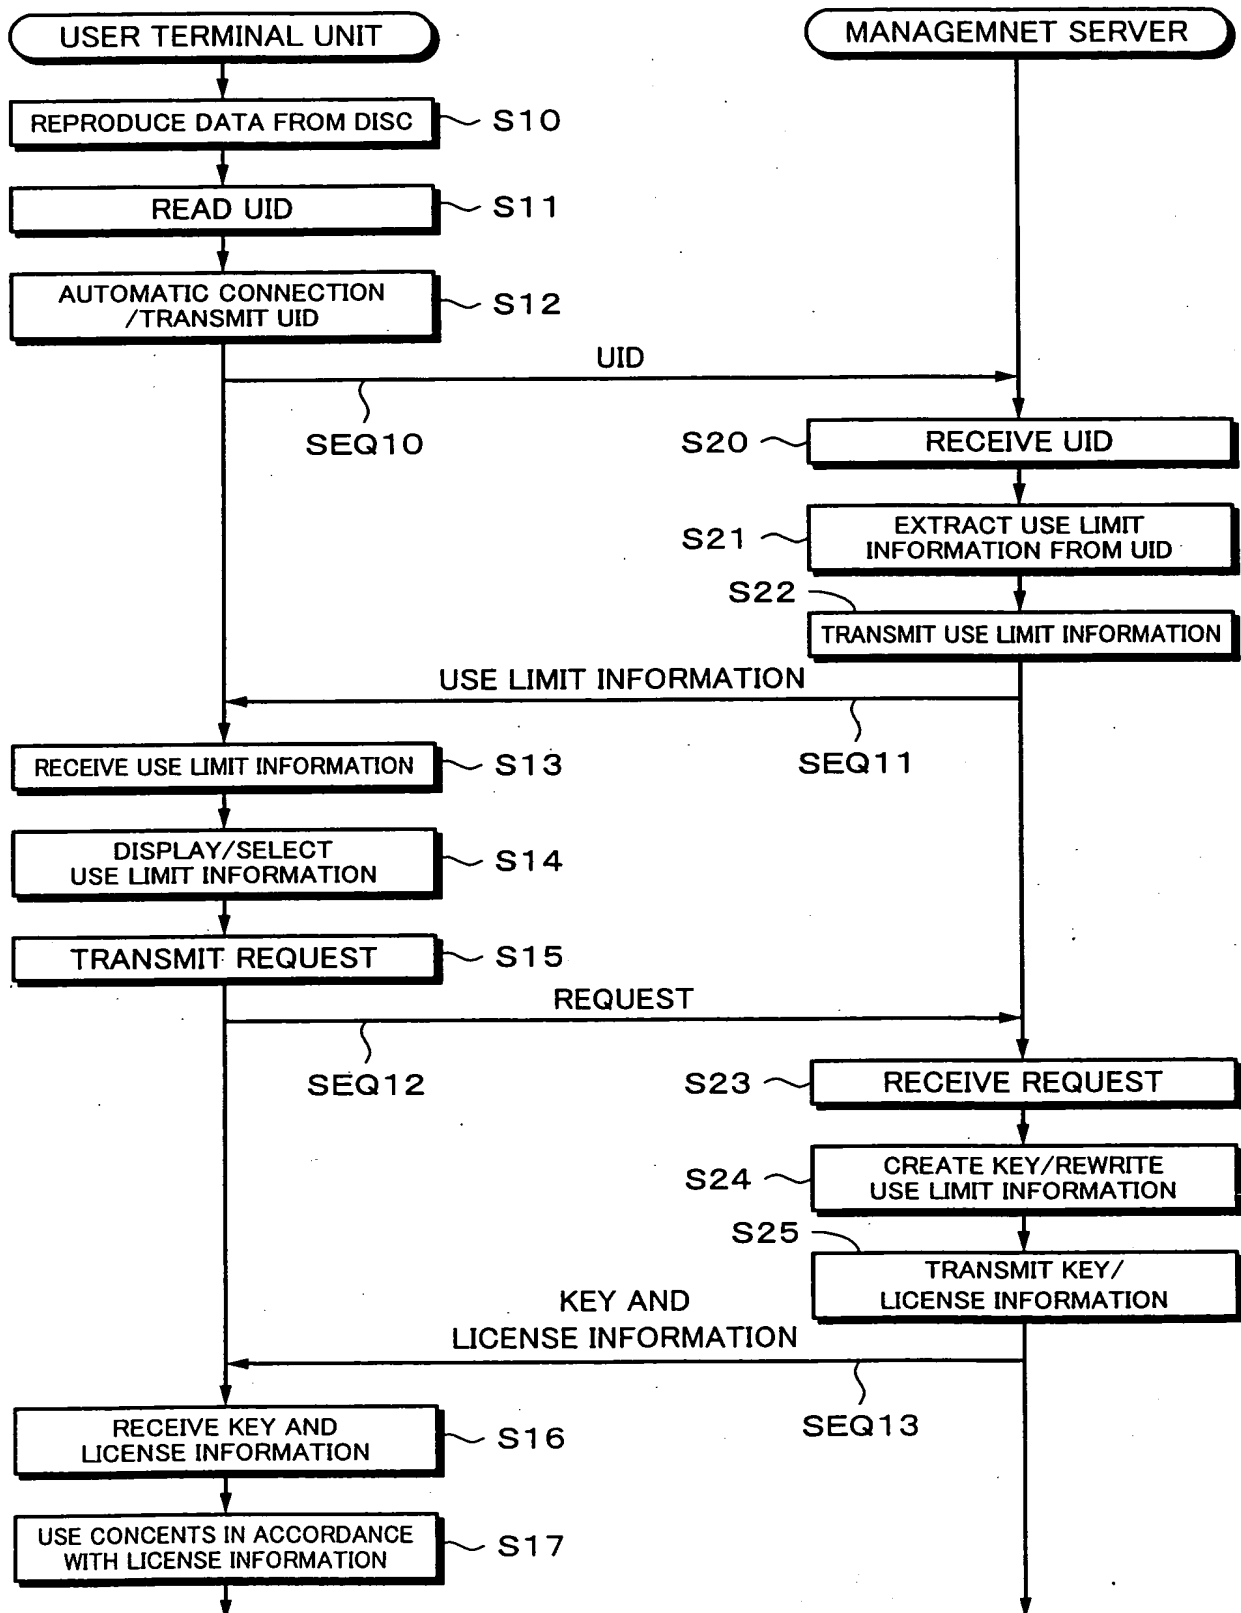 USER TERMINAL UNIT
MANAGEMNET SERVER
REPRODUCE DATA FROM DISC
S10
READ UID
S11
AUTOMATIC CONNECTION
/TRANSMIT UID
S12
UID
SEQ10
S20
RECEIVE UID
S21
EXTRACT USE LIMIT
INFORMATION FROM UID
S22
TRANSMIT USE LIMIT INFORMATION
USE LIMIT INFORMATION
SEQ11
RECEIVE USE LIMIT INFORMATION
S13
DISPLAY/SELECT
USE LIMIT INFORMATION
S14
TRANSMIT REQUEST
S15
REQUEST
SEQ12
S23
RECEIVE REQUEST
S24
CREATE KEY/REWRITE
USE LIMIT INFORMATION
S25
TRANSMIT KEY/
LICENSE INFORMATION
KEY AND
LICENSE INFORMATION
SEQ13
RECEIVE KEY AND
LICENSE INFORMATION
S16
USE CONCENTS IN ACCORDANCE
WITH LICENSE INFORMATION
S17